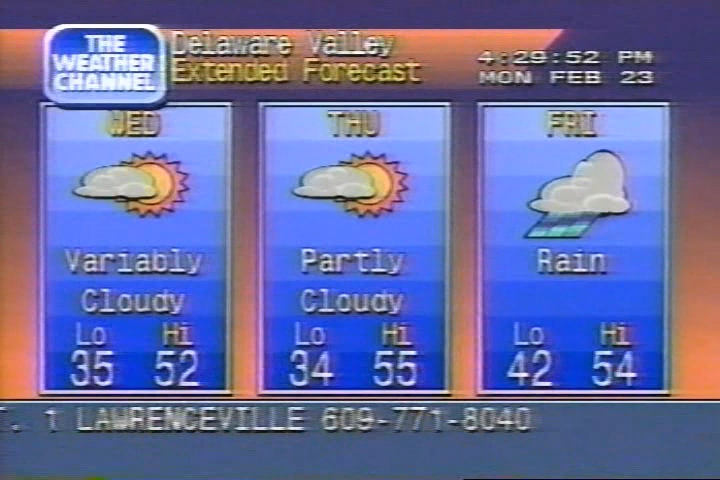 THE
WEATHER
CHANNEL
Delaware Valley
Extended Forecast
4:29:52 PM
MON FEB 23
WED
Variably
Cloudy
Lo Hi
35 52
THU
Partly
Cloudy
Lo Hi
34 55
FRI
Rain
Lo Hi
42 54
. 1 LAWRENCEVILLE 609-771-8040